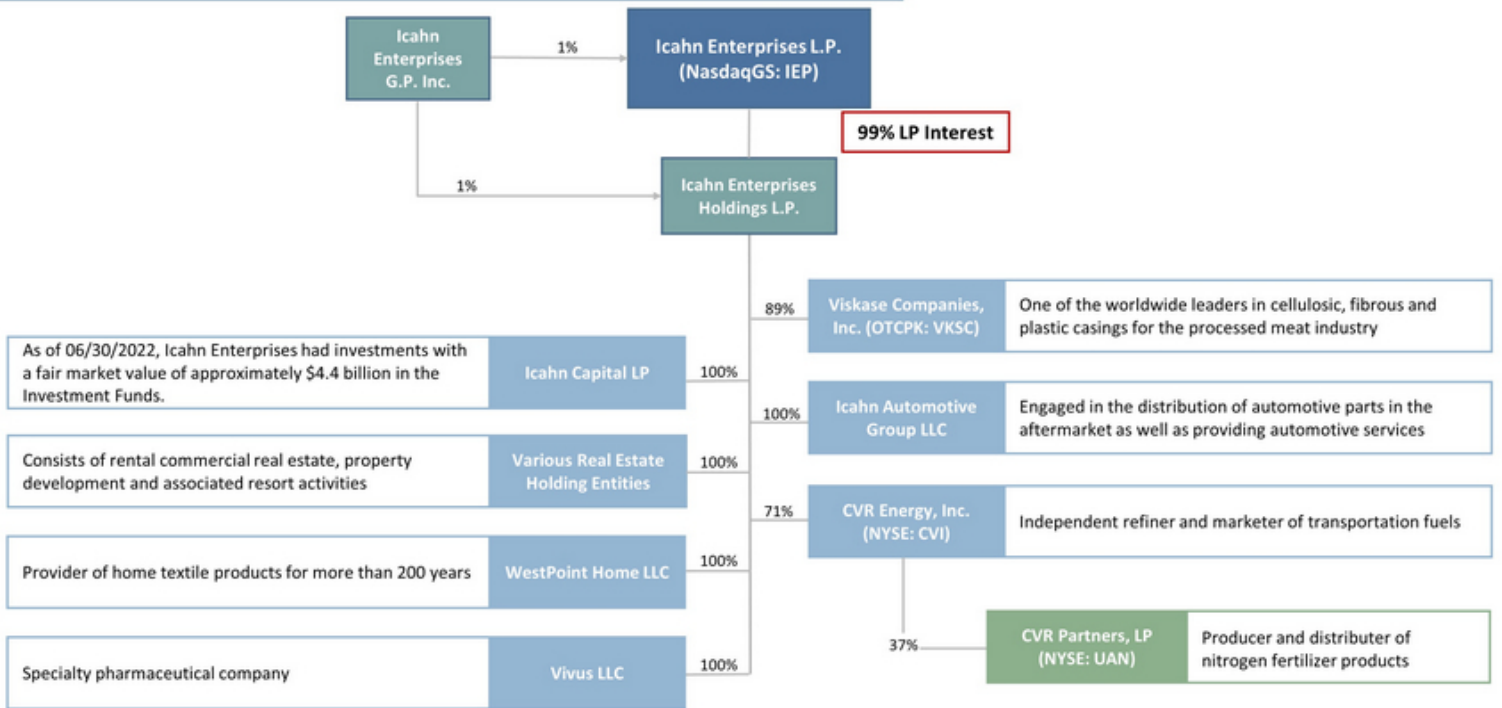 Icahn
Enterprises
G.P. Inc.
1%
Icahn Enterprises L.P.
(NasdaqGS: IEP)
99% LP Interest
1%
Icahn Enterprises
Holdings L.P.
89%
Viskase Companies,
Inc. (OTCPK: VKSC)
One of the worldwide leaders in cellulosic, fibrous and
plastic casings for the processed meat industry
As of 06/30/2022, Icahn Enterprises had investments with
a fair market value of approximately $4.4 billion in the
Investment Funds.
Icahn Capital LP
100%
100%
Icahn Automotive
Group LLC
Engaged in the distribution of automotive parts in the
aftermarket as well as providing automotive services
Consists of rental commercial real estate, property
development and associated resort activities
Various Real Estate
Holding Entities
100%
71%
CVR Energy, Inc.
(NYSE: CVI)
Independent refiner and marketer of transportation fuels
Provider of home textile products for more than 200 years
WestPoint Home LLC
100%
37%
CVR Partners, LP
(NYSE: UAN)
Producer and distributer of
nitrogen fertilizer products
Specialty pharmaceutical company
Vivus LLC
100%